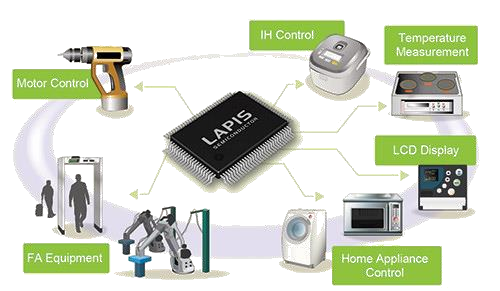 IH Control
Temperature
Measurement
Motor Control
LAPIS
SEMICONDUCTOR
LCD Display
FA Equipment
Home Appliance
Control